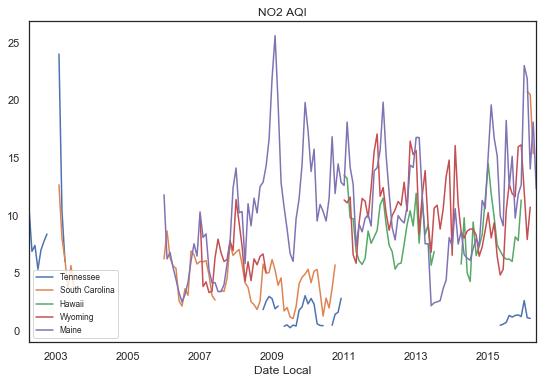 NO2 AQI
25
20
15
10
5
0
Tennessee
South Carolina
Hawaii
Wyoming
Maine
2003 2005 2007 2009 2011 2013 2015
Date Local